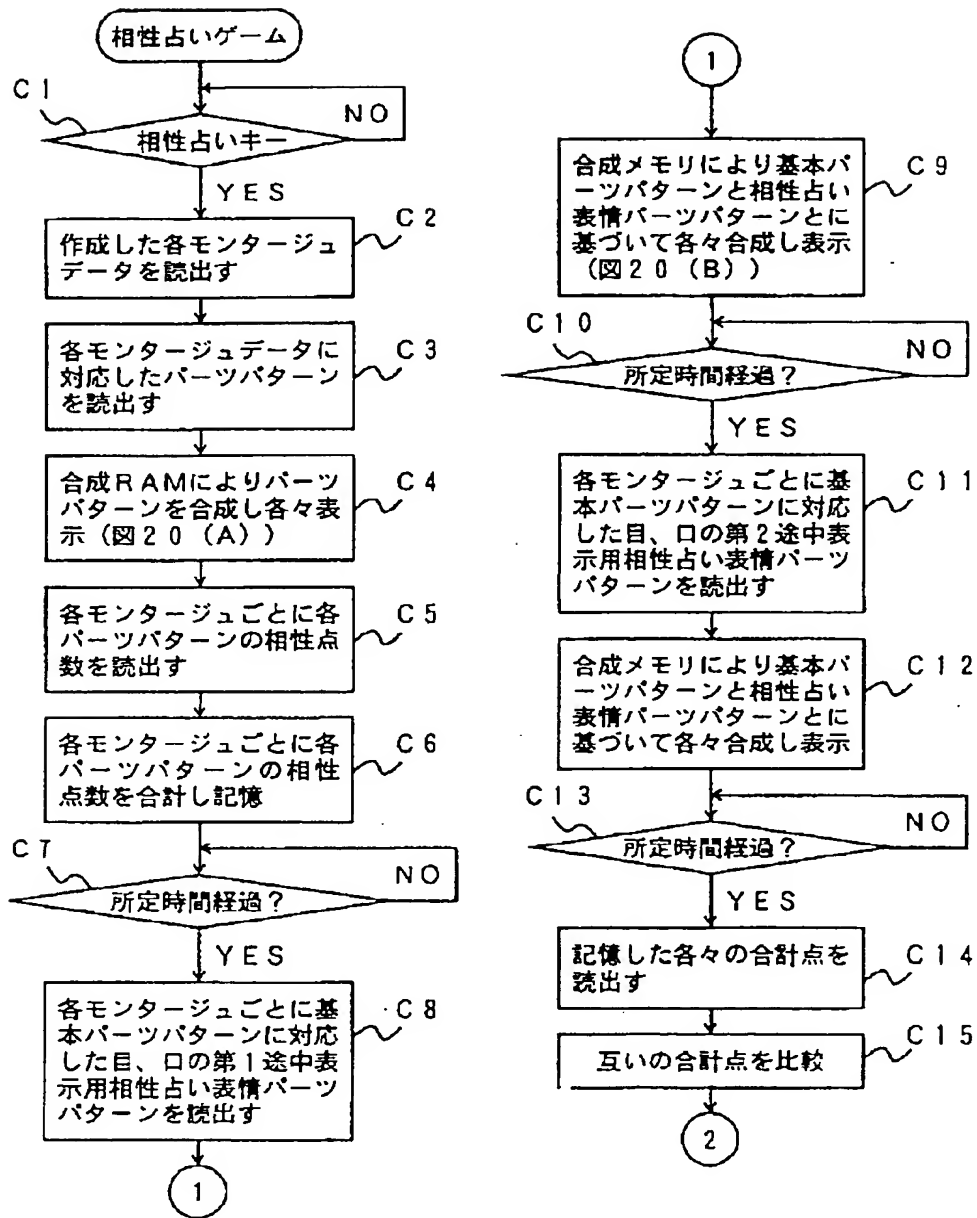 相性占いゲーム
C1
NO
相性占いキー
YES
C2
作成した各モンタージュ
データを読出す
C3
各モンタージュデータに
対応したパーツパターン
を読出す
C4
合成RAMによりパーツ
パターンを合成し各々表
示(図20(A))
C5
各モンタージュごとに各
パーツパターンの相性点
数を読出す
C6
各モンタージュごとに各
パーツパターンの相性
点数を合計し記憶
C7
NO
所定時間経過?
YES
C8
各モンタージュごとに基
本パーツパターンに対応
した目、口の第1途中表
示用相性占い表情パーツ
パターンを読出す
1
1
C9
合成メモリにより基本パ
ーツパターンと相性占い
表情パーツパターンとに
基づいて各々合成し表示
(図20(B))
C10
NO
所定時間経過?
YES
C11
各モンタージュごとに基
本パーツパターンに対応
した目、口の第2途中表
示用相性占い表情パーツ
パターンを読出す
C12
合成メモリにより基本パ
ーツパターンと相性占い
表情パーツパターンとに
基づいて各々合成し表示
C13
NO
所定時間経過?
YES
C14
記憶した各々の合計点を
読出す
C15
互いの合計点を比較
2